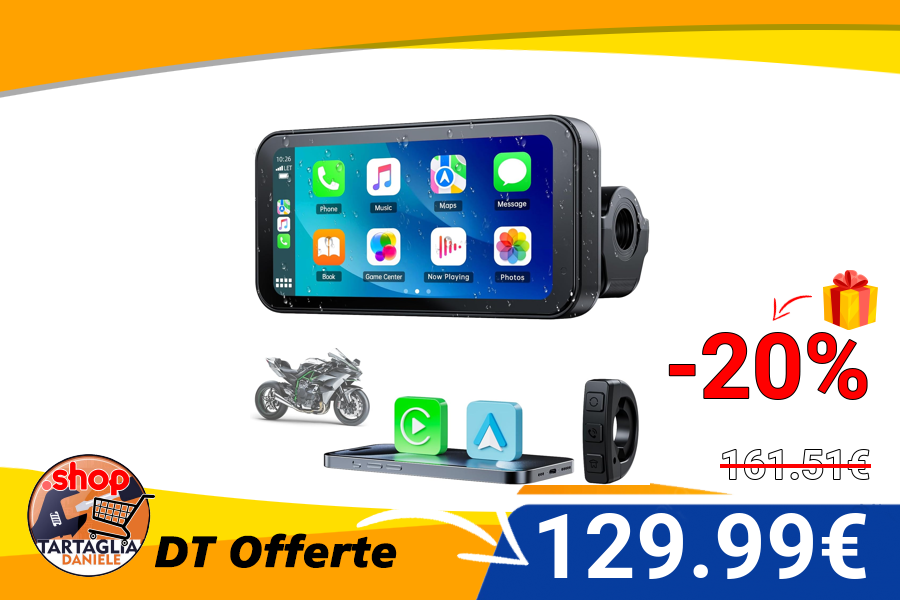 10:26
LET
Phone
Music
Maps
Message
Book
Game Center
Now Playing
Photos
-20%
161.51€
.shop
TARTAGLIA
DANIELE
DT Offerte
129.99€